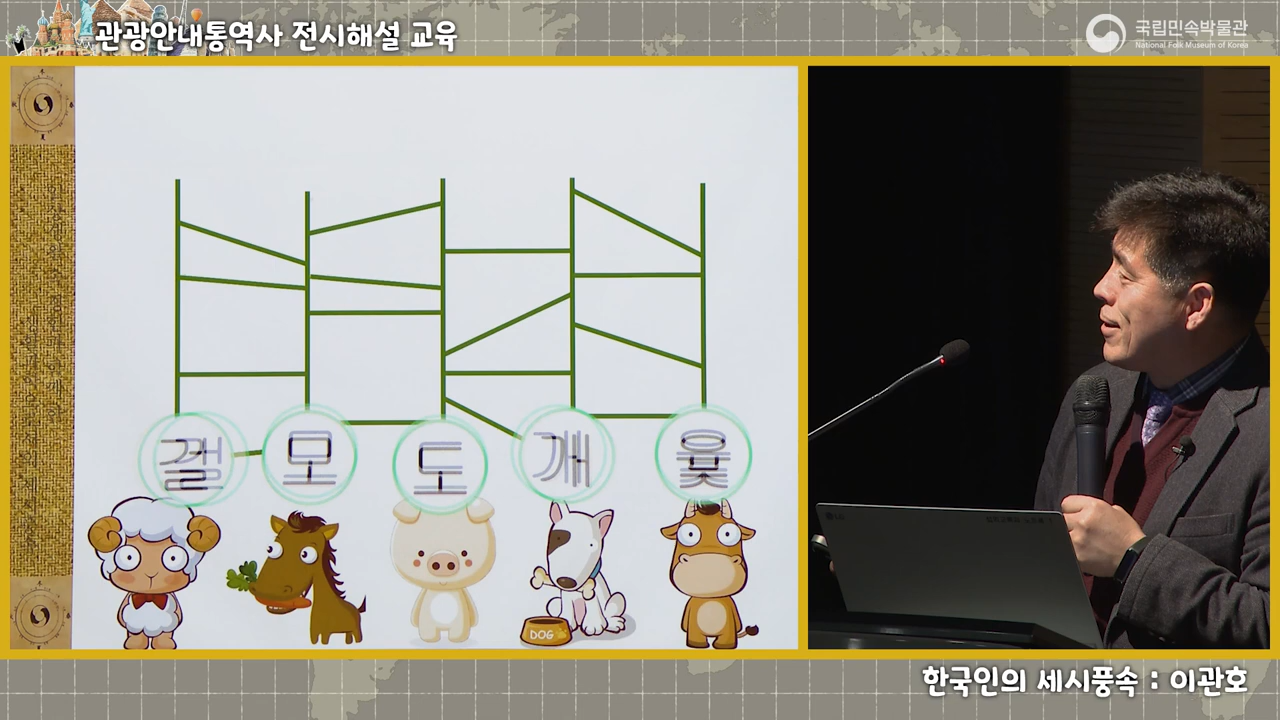 관광안내통역사 전시해설 교육
국립민속박물관
National Folk Museum of Korea
걸 모 도 개 윷
DOG
LG
한국인의 세시풍속 : 이관호